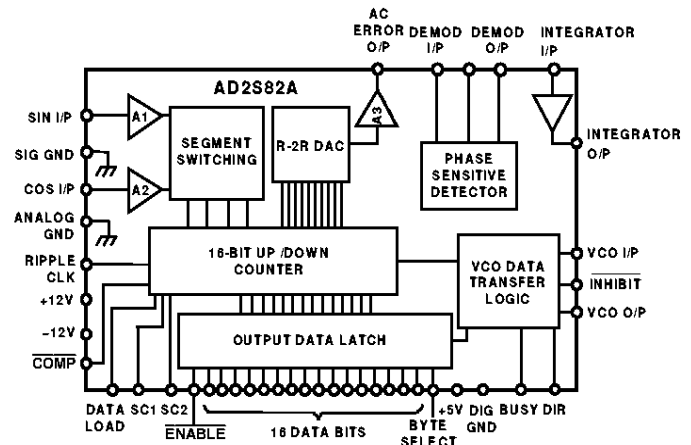 AC
ERROR
O/P
DEMOD
I/P
DEMOD
O/P
INTEGRATOR
I/P
AD2S82A
SIN I/P
A1
SEGMENT
SWITCHING
R-2R DAC
A3
PHASE
SENSITIVE
DETECTOR
INTEGRATOR
O/P
SIG GND
COS I/P
A2
ANALOG
GND
RIPPLE
CLK
16-BIT UP /DOWN
COUNTER
VCO DATA
TRANSFER
LOGIC
VCO I/P
INHIBIT
VCO O/P
+12V
–12V
COMP
OUTPUT DATA LATCH
DATA
LOAD
SC1
SC2
ENABLE
16 DATA BITS
BYTE
SELECT
+5V
DIG
GND
BUSY
DIR